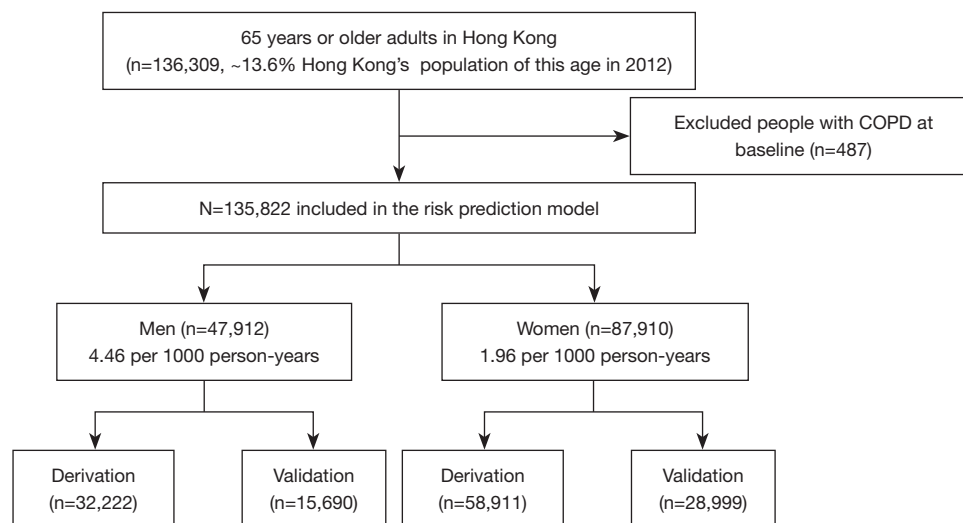 65 years or older adults in Hong Kong
(n=136,309, ~13.6% Hong Kong's population of this age in 2012)
Excluded people with COPD at
baseline (n=487)
N=135,822 included in the risk prediction model
Men (n=47,912)
4.46 per 1000 person-years
Women (n=87,910)
1.96 per 1000 person-years
Derivation
(n=32,222)
Validation
(n=15,690)
Derivation
(n=58,911)
Validation
(n=28,999)